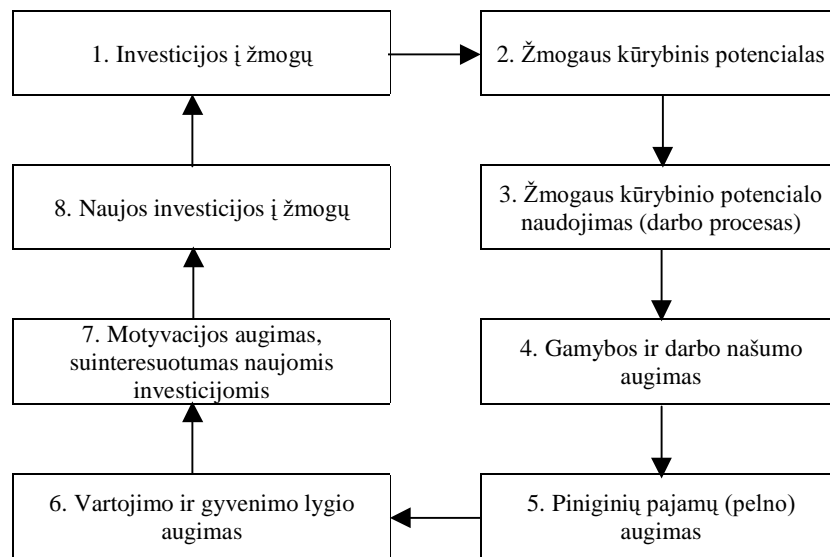 1. Investicijos į žmogų
2. Žmogaus kūrybinis potencialas
3. Žmogaus kūrybinio potencialo
naudojimas (darbo procesas)
4. Gamybos ir darbo našumo
augimas
5. Piniginių pajamų (pelno)
augimas
6. Vartojimo ir gyvenimo lygio
augimas
7. Motyvacijos augimas,
suinteresuotumas naujomis
investicijomis
8. Naujos investicijos į žmogų